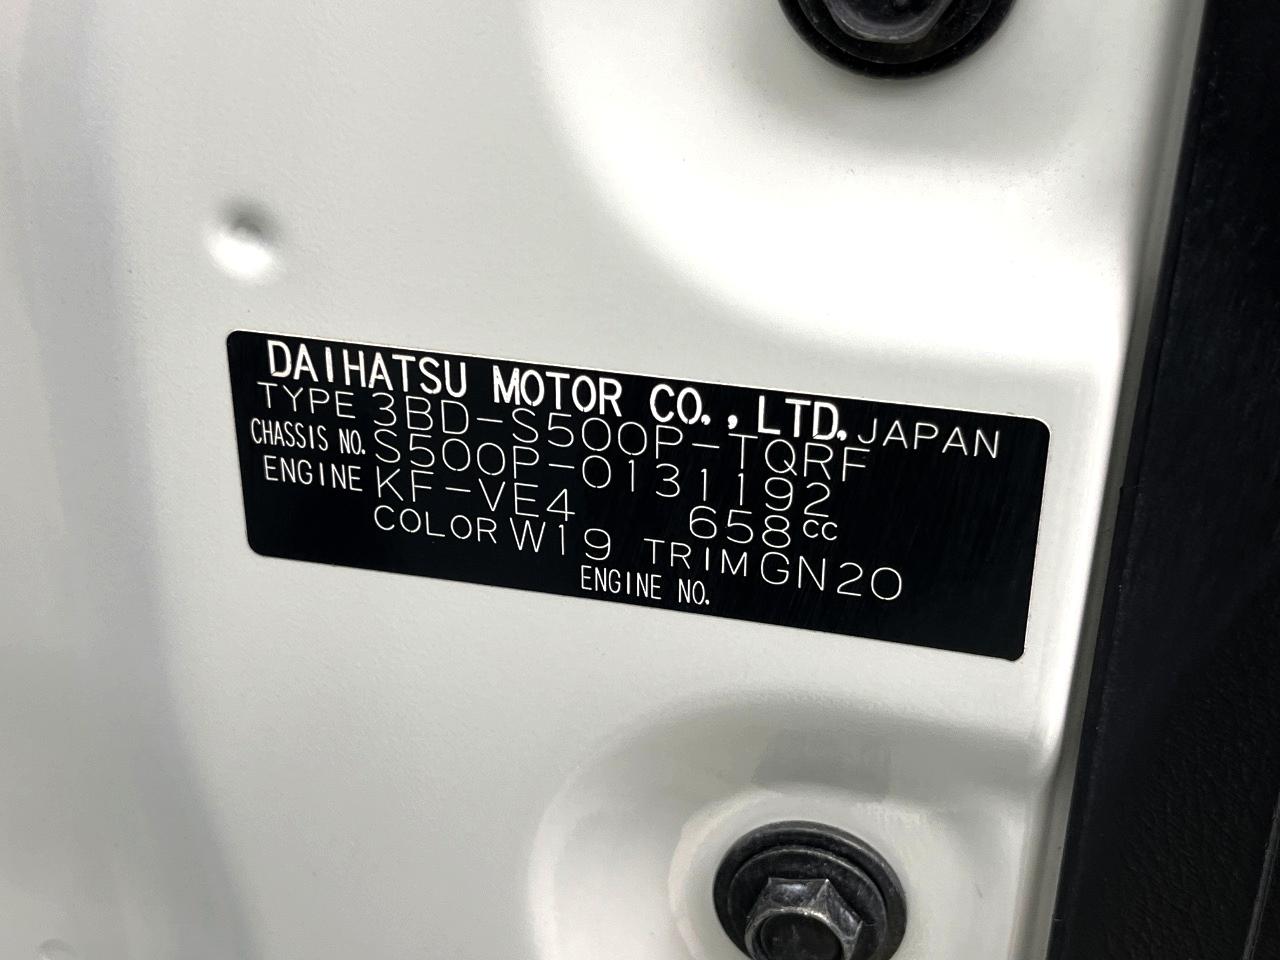 DAIHATSU MOTOR CO., LTD. JAPAN
TYPE 3BD-S500P-TQRF
CHASSIS NO. S500P-0131192
ENGINE KF-VE4 658cc
COLOR W19 TRIM GN20
ENGINE NO.